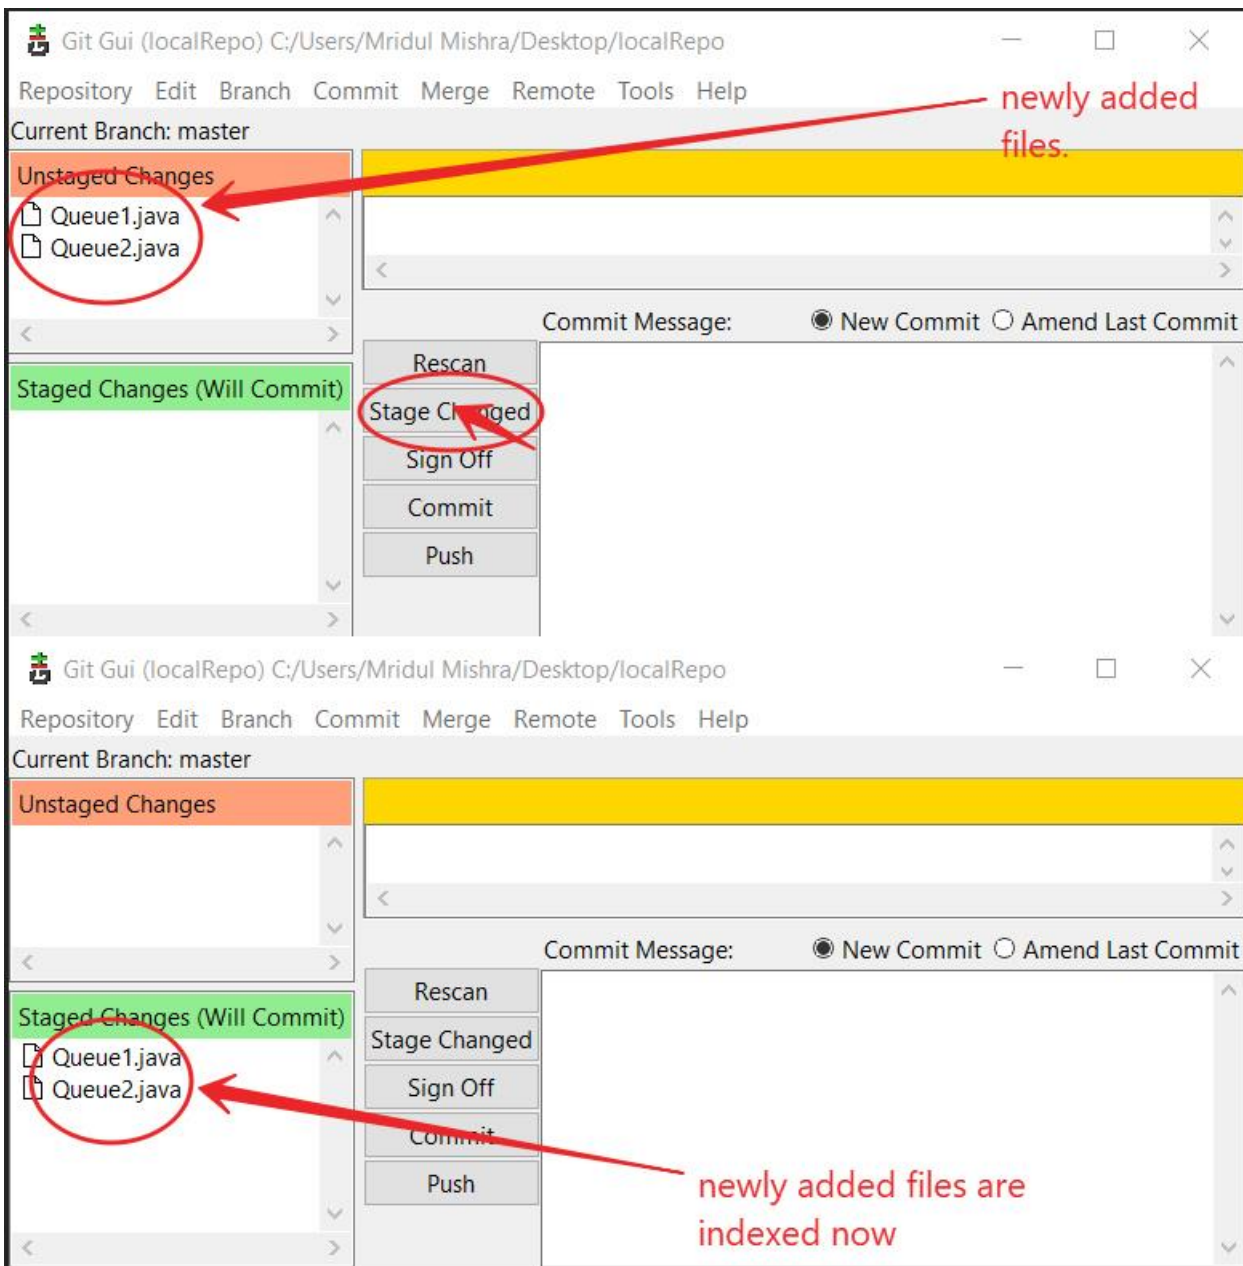 Git Gui (localRepo) C:/Users/Mridul Mishra/Desktop/localRepo
Repository Edit Branch Commit Merge Remote Tools Help
newly added
files.
Current Branch: master
Unstaged Changes
Queue1.java
Queue2.java
Commit Message: New Commit Amend Last Commit
Rescan
Staged Changes (Will Commit)
Stage Changed
Sign Off
Commit
Push
Git Gui (localRepo) C:/Users/Mridul Mishra/Desktop/localRepo
Repository Edit Branch Commit Merge Remote Tools Help
Current Branch: master
Unstaged Changes
Commit Message: New Commit Amend Last Commit
Rescan
Staged Changes (Will Commit)
Stage Changed
Queue1.java
Queue2.java
Sign Off
Commit
Push
newly added files are
indexed now